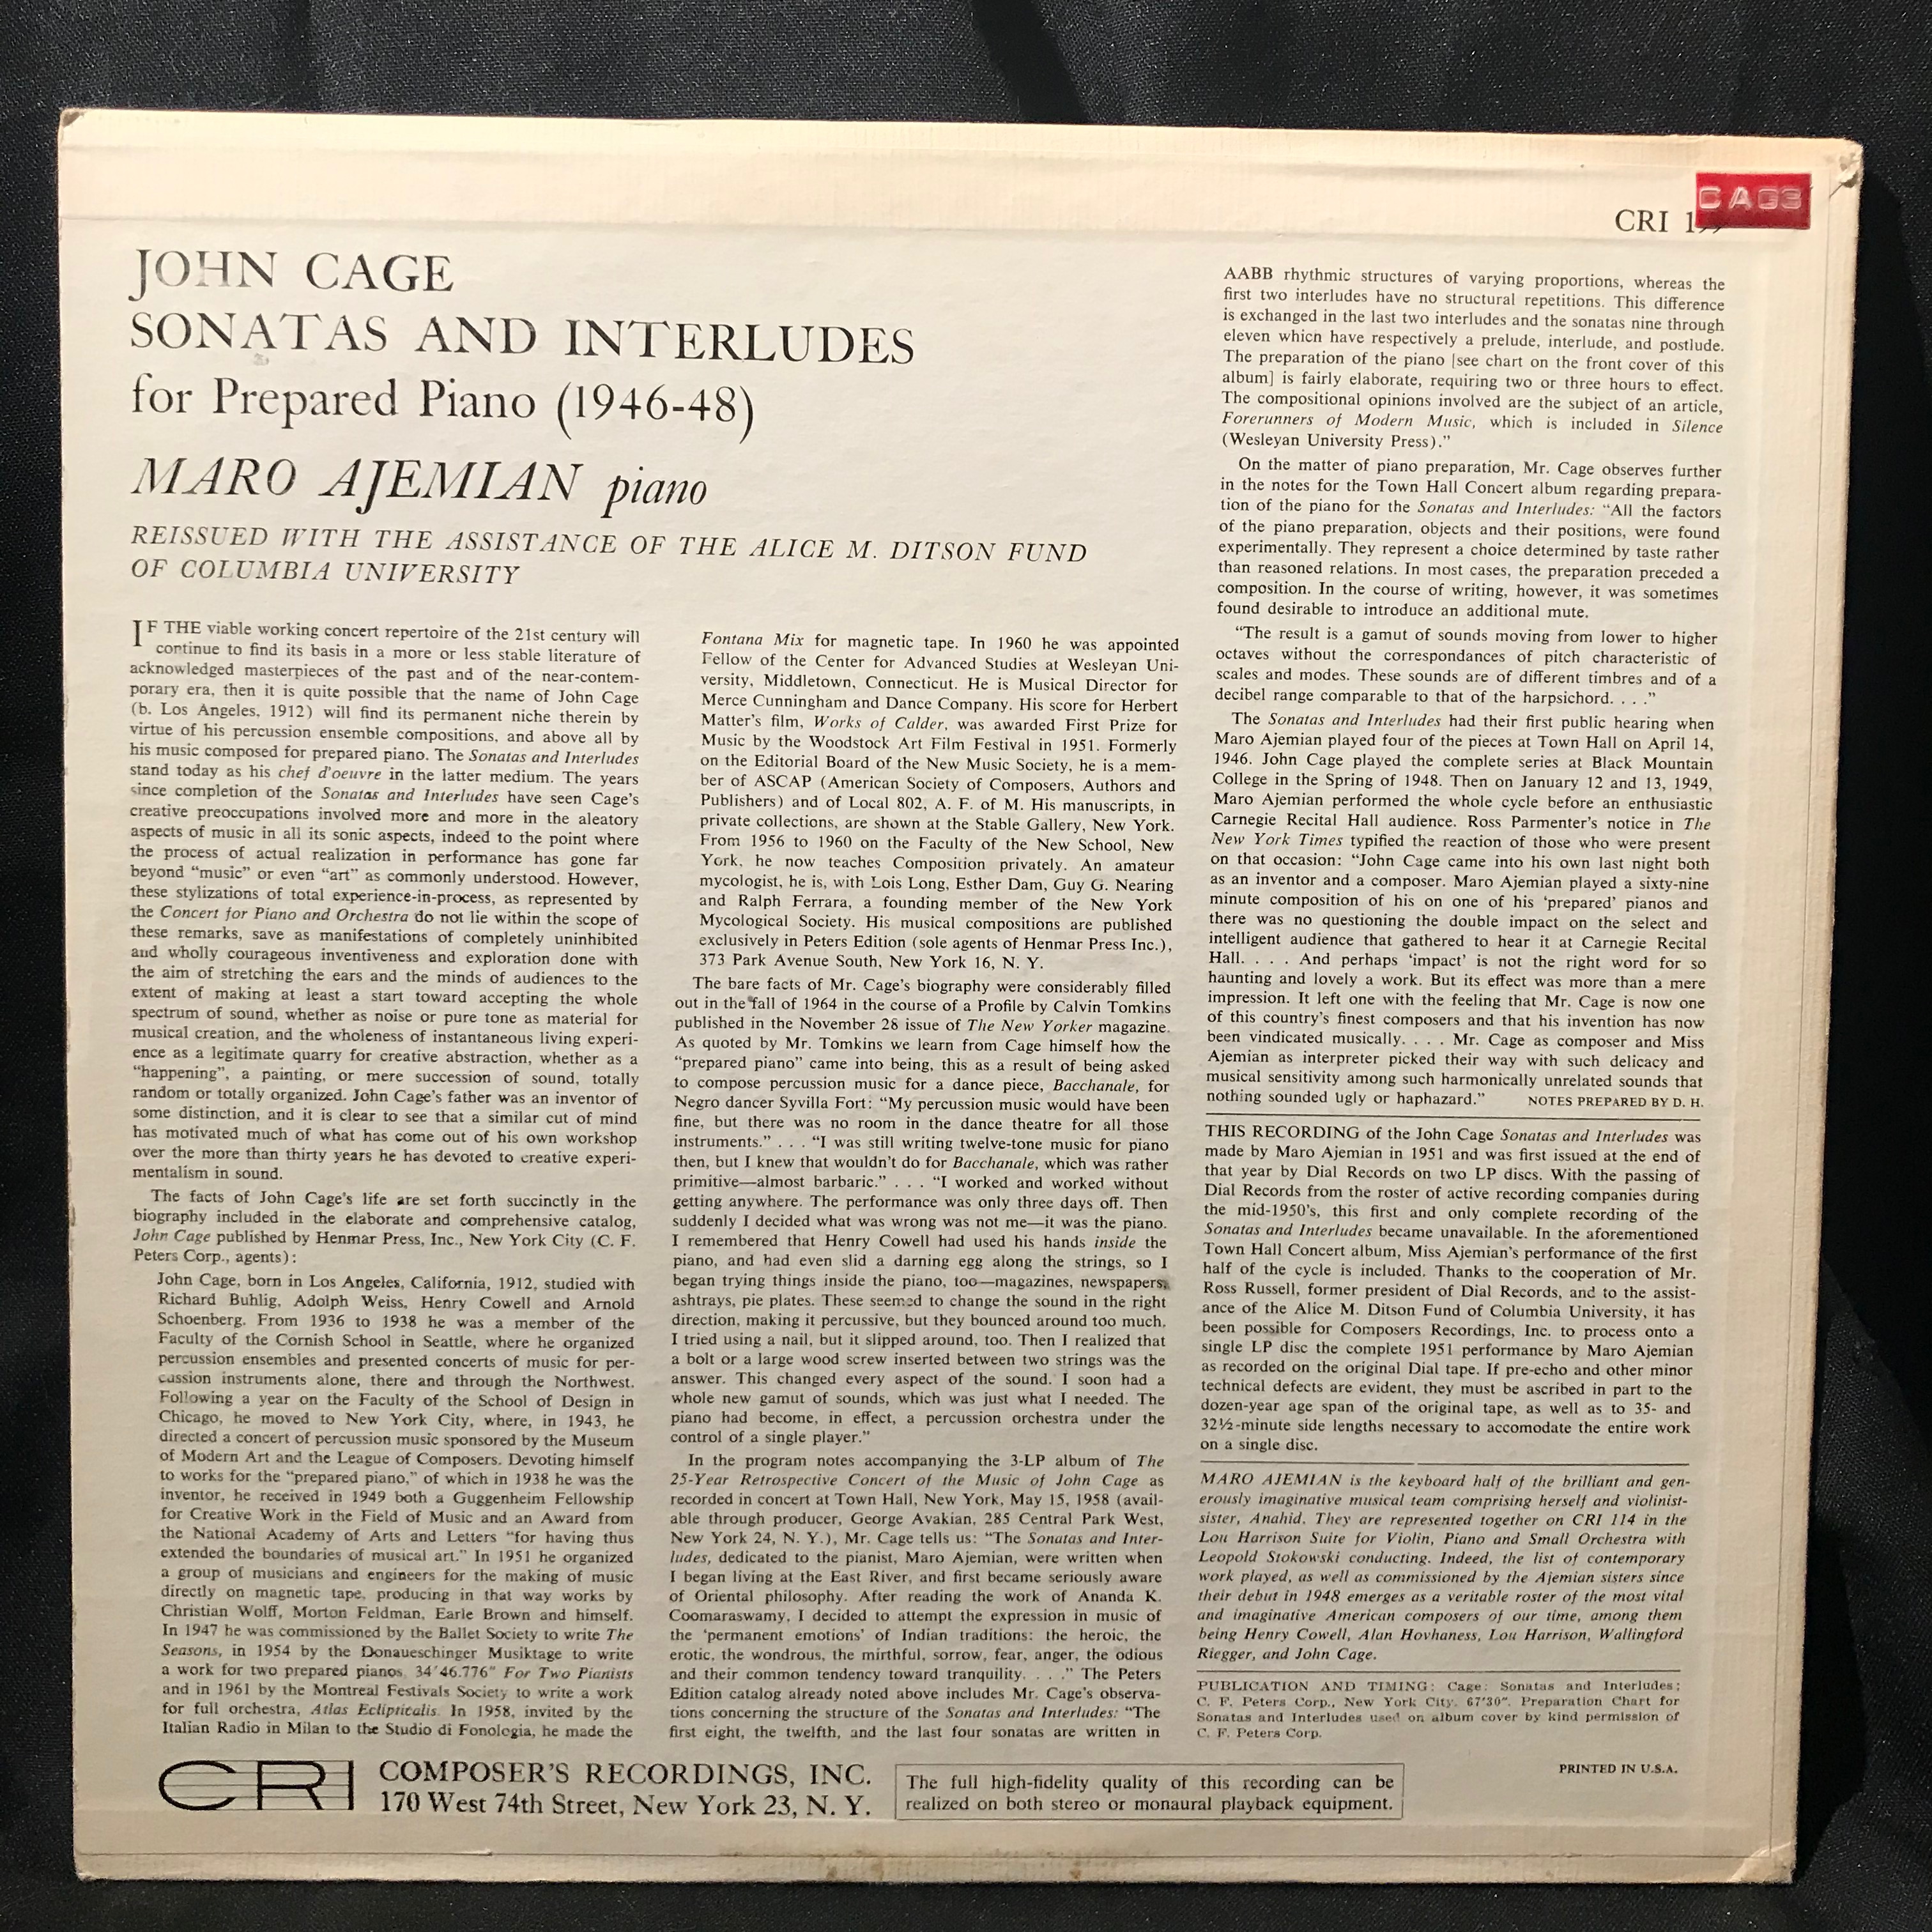 CAGE
CRI 1
JOHN CAGE
SONATAS AND INTERLUDES
for Prepared Piano (1946-48)
MARO AJEMIAN piano
REISSUED WITH THE ASSISTANCE OF THE ALICE M. DITSON FUND
OF COLUMBIA UNIVERSITY
IF THE viable working concert repertoire of the 21st century will
continue to find its basis in a more or less stable literature of
acknowledged masterpieces of the past and of the near-contem-
porary era, then it is quite possible that the name of John Cage
(b. Los Angeles, 1912) will find its permanent niche therein by
virtue of his percussion ensemble compositions, and above all by
his music composed for prepared piano. The Sonatas and Interludes
stand today as his chef d'oeuvre in the latter medium. The years
since completion of the Sonatas and Interludes have seen Cage's
creative preoccupations involved more and more in the aleatory
aspects of music in all its sonic aspects, indeed to the point where
the process of actual realization in performance has gone far
beyond "music" or even "art" as commonly understood. However,
these stylizations of total experience-in-process, as represented by
the Concert for Piano and Orchestra do not lie within the scope of
these remarks, save as manifestations of completely uninhibited
and wholly courageous inventiveness and exploration done with
the aim of stretching the ears and the minds of audiences to the
extent of making at least a start toward accepting the whole
spectrum of sound, whether as noise or pure tone as material for
musical creation, and the wholeness of instantaneous living experi-
ence as a legitimate quarry for creative abstraction, whether as a
"happening", a painting, or mere succession of sound, totally
random or totally organized. John Cage's father was an inventor of
some distinction, and it is clear to see that a similar cut of mind
has motivated much of what has come out of his own workshop
over the more than thirty years he has devoted to creative experi-
mentalism in sound.
The facts of John Cage's life are set forth succinctly in the
biography included in the elaborate and comprehensive catalog,
John Cage published by Henmar Press, Inc., New York City (C. F.
Peters Corp., agents):
John Cage, born in Los Angeles, California, 1912, studied with
Richard Buhlig, Adolph Weiss, Henry Cowell and Arnold
Schoenberg. From 1936 to 1938 he was a member of the
Faculty of the Cornish School in Seattle, where he organized
percussion ensembles and presented concerts of music for per-
cussion instruments alone, there and through the Northwest.
Following a year on the Faculty of the School of Design in
Chicago, he moved to New York City, where, in 1943, he
directed a concert of percussion music sponsored by the Museum
of Modern Art and the League of Composers. Devoting himself
to works for the "prepared piano," of which in 1938 he was the
inventor, he received in 1949 both a Guggenheim Fellowship
for Creative Work in the Field of Music and an Award from
the National Academy of Arts and Letters "for having thus
extended the boundaries of musical art." In 1951 he organized
a group of musicians and engineers for the making of music
directly on magnetic tape, producing in that way works by
Christian Wolff, Morton Feldman, Earle Brown and himself.
In 1947 he was commissioned by the Ballet Society to write The
Seasons, in 1954 by the Donaueschinger Musiktage to write
a work for two prepared pianos, 34'46.776" For Two Pianists
and in 1961 by the Montreal Festivals Society to write a work
for full orchestra, Atlas Eclipticalis. In 1958, invited by the
Italian Radio in Milan to the Studio di Fonologia, he made the
Fontana Mix for magnetic tape. In 1960 he was appointed
Fellow of the Center for Advanced Studies at Wesleyan Uni-
versity, Middletown, Connecticut. He is Musical Director for
Merce Cunningham and Dance Company. His score for Herbert
Matter's film, Works of Calder, was awarded First Prize for
Music by the Woodstock Art Film Festival in 1951. Formerly
on the Editorial Board of the New Music Society, he is a mem-
ber of ASCAP (American Society of Composers, Authors and
Publishers) and of Local 802, A. F. of M. His manuscripts, in
private collections, are shown at the Stable Gallery, New York.
From 1956 to 1960 on the Faculty of the New School, New
York, he now teaches Composition privately. An amateur
mycologist, he is, with Lois Long, Esther Dam, Guy G. Nearing
and Ralph Ferrara, a founding member of the New York
Mycological Society. His musical compositions are published
exclusively in Peters Edition (sole agents of Henmar Press Inc.),
373 Park Avenue South, New York 16, N. Y.
The bare facts of Mr. Cage's biography were considerably filled
out in the fall of 1964 in the course of a Profile by Calvin Tomkins
published in the November 28 issue of The New Yorker magazine.
As quoted by Mr. Tomkins we learn from Cage himself how the
"prepared piano" came into being, this as a result of being asked
to compose percussion music for a dance piece, Bacchanale, for
Negro dancer Syvilla Fort: "My percussion music would have been
fine, but there was no room in the dance theatre for all those
instruments." . . . "I was still writing twelve-tone music for piano
then, but I knew that wouldn't do for Bacchanale, which was rather
primitive—almost barbaric." . . . "I worked and worked without
getting anywhere. The performance was only three days off. Then
suddenly I decided what was wrong was not me—it was the piano.
I remembered that Henry Cowell had used his hands inside the
piano, and had even slid a darning egg along the strings, so I
began trying things inside the piano, too—magazines, newspapers,
ashtrays, pie plates. These seemed to change the sound in the right
direction, making it percussive, but they bounced around too much.
I tried using a nail, but it slipped around, too. Then I realized that
a bolt or a large wood screw inserted between two strings was the
answer. This changed every aspect of the sound. I soon had a
whole new gamut of sounds, which was just what I needed. The
piano had become, in effect, a percussion orchestra under the
control of a single player."
In the program notes accompanying the 3-LP album of The
25-Year Retrospective Concert of the Music of John Cage as
recorded in concert at Town Hall, New York, May 15, 1958 (avail-
able through producer, George Avakian, 285 Central Park West,
New York 24, N. Y.), Mr. Cage tells us: "The Sonatas and Inter-
ludes, dedicated to the pianist, Maro Ajemian, were written when
I began living at the East River, and first became seriously aware
of Oriental philosophy. After reading the work of Ananda K.
Coomaraswamy, I decided to attempt the expression in music of
the 'permanent emotions' of Indian traditions: the heroic, the
erotic, the wondrous, the mirthful, sorrow, fear, anger, the odious
and their common tendency toward tranquility. . . ." The Peters
Edition catalog already noted above includes Mr. Cage's observa-
tions concerning the structure of the Sonatas and Interludes: "The
first eight, the twelfth, and the last four sonatas are written in
AABB rhythmic structures of varying proportions, whereas the
first two interludes have no structural repetitions. This difference
is exchanged in the last two interludes and the sonatas nine through
eleven which have respectively a prelude, interlude, and postlude.
The preparation of the piano [see chart on the front cover of this
album] is fairly elaborate, requiring two or three hours to effect.
The compositional opinions involved are the subject of an article,
Forerunners of Modern Music, which is included in Silence
(Wesleyan University Press)."
On the matter of piano preparation, Mr. Cage observes further
in the notes for the Town Hall Concert album regarding prepara-
tion of the piano for the Sonatas and Interludes: "All the factors
of the piano preparation, objects and their positions, were found
experimentally. They represent a choice determined by taste rather
than reasoned relations. In most cases, the preparation preceded a
composition. In the course of writing, however, it was sometimes
found desirable to introduce an additional mute.
"The result is a gamut of sounds moving from lower to higher
octaves without the correspondances of pitch characteristic of
scales and modes. These sounds are of different timbres and of a
decibel range comparable to that of the harpsichord. . . ."
The Sonatas and Interludes had their first public hearing when
Maro Ajemian played four of the pieces at Town Hall on April 14,
1946. John Cage played the complete series at Black Mountain
College in the Spring of 1948. Then on January 12 and 13, 1949,
Maro Ajemian performed the whole cycle before an enthusiastic
Carnegie Recital Hall audience. Ross Parmenter's notice in The
New York Times typified the reaction of those who were present
on that occasion: "John Cage came into his own last night both
as an inventor and a composer. Maro Ajemian played a sixty-nine
minute composition of his on one of his 'prepared' pianos and
there was no questioning the double impact on the select and
intelligent audience that gathered to hear it at Carnegie Recital
Hall. . . . And perhaps 'impact' is not the right word for so
haunting and lovely a work. But its effect was more than a mere
impression. It left one with the feeling that Mr. Cage is now one
of this country's finest composers and that his invention has now
been vindicated musically. . . . Mr. Cage as composer and Miss
Ajemian as interpreter picked their way with such delicacy and
musical sensitivity among such harmonically unrelated sounds that
nothing sounded ugly or haphazard." NOTES PREPARED BY D. H.
THIS RECORDING of the John Cage Sonatas and Interludes was
made by Maro Ajemian in 1951 and was first issued at the end of
that year by Dial Records on two LP discs. With the passing of
Dial Records from the roster of active recording companies during
the mid-1950's, this first and only complete recording of the
Sonatas and Interludes became unavailable. In the aforementioned
Town Hall Concert album, Miss Ajemian's performance of the first
half of the cycle is included. Thanks to the cooperation of Mr.
Ross Russell, former president of Dial Records, and to the assist-
ance of the Alice M. Ditson Fund of Columbia University, it has
been possible for Composers Recordings, Inc. to process onto a
single LP disc the complete 1951 performance by Maro Ajemian
as recorded on the original Dial tape. If pre-echo and other minor
technical defects are evident, they must be ascribed in part to the
dozen-year age span of the original tape, as well as to 35- and
32½-minute side lengths necessary to accomodate the entire work
on a single disc.
MARO AJEMIAN is the keyboard half of the brilliant and gen-
erously imaginative musical team comprising herself and violinist-
sister, Anahid. They are represented together on CRI 114 in the
Lou Harrison Suite for Violin, Piano and Small Orchestra with
Leopold Stokowski conducting. Indeed, the list of contemporary
work played, as well as commissioned by the Ajemian sisters since
their debut in 1948 emerges as a veritable roster of the most vital
and imaginative American composers of our time, among them
being Henry Cowell, Alan Hovhaness, Lou Harrison, Wallingford
Riegger, and John Cage.
PUBLICATION AND TIMING: Cage: Sonatas and Interludes;
C. F. Peters Corp., New York City. 67'30". Preparation Chart for
Sonatas and Interludes used on album cover by kind permission of
C. F. Peters Corp.
CRI
COMPOSER'S RECORDINGS, INC.
170 West 74th Street, New York 23, N. Y.
The full high-fidelity quality of this recording can be
realized on both stereo or monaural playback equipment.
PRINTED IN U.S.A.